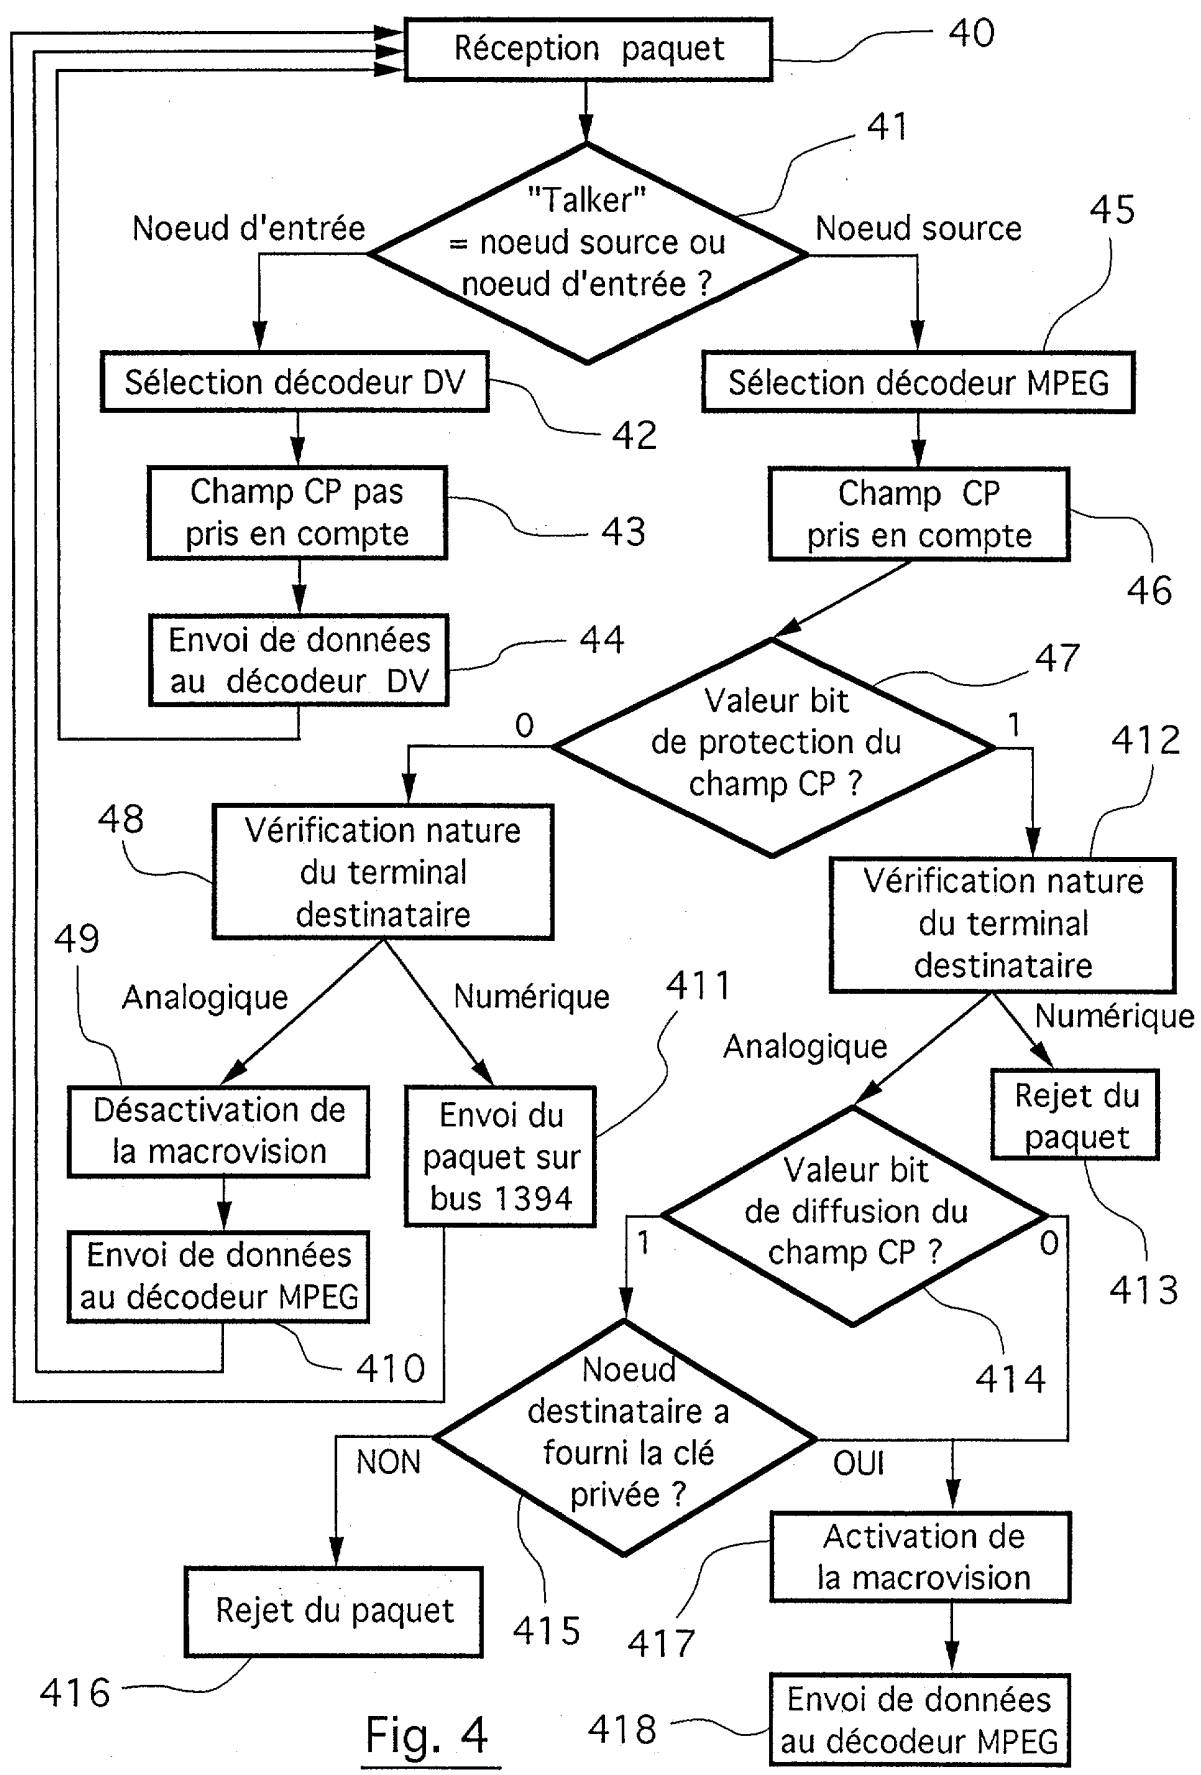 Réception paquet
40
41
"Talker"
= noeud source ou
noeud d'entrée ?
Noeud d'entrée
Noeud source
45
Sélection décodeur DV
42
Sélection décodeur MPEG
Champ CP pas
pris en compte
43
Champ CP
pris en compte
46
Envoi de données
au décodeur DV
44
47
Valeur bit
de protection du
champ CP ?
0
1
412
48
Vérification nature
du terminal
destinataire
Vérification nature
du terminal
destinataire
49
Analogique
Numérique
411
Analogique
Numérique
Désactivation de
la macrovision
Envoi du
paquet sur
bus 1394
Rejet du
paquet
413
Valeur bit
de diffusion du
champ CP ?
1
0
414
Envoi de données
au décodeur MPEG
410
Noeud
destinataire a
fourni la clé
privée ?
NON
OUI
415
Rejet du paquet
416
Activation de
la macrovision
417
Envoi de données
au décodeur MPEG
418
Fig. 4